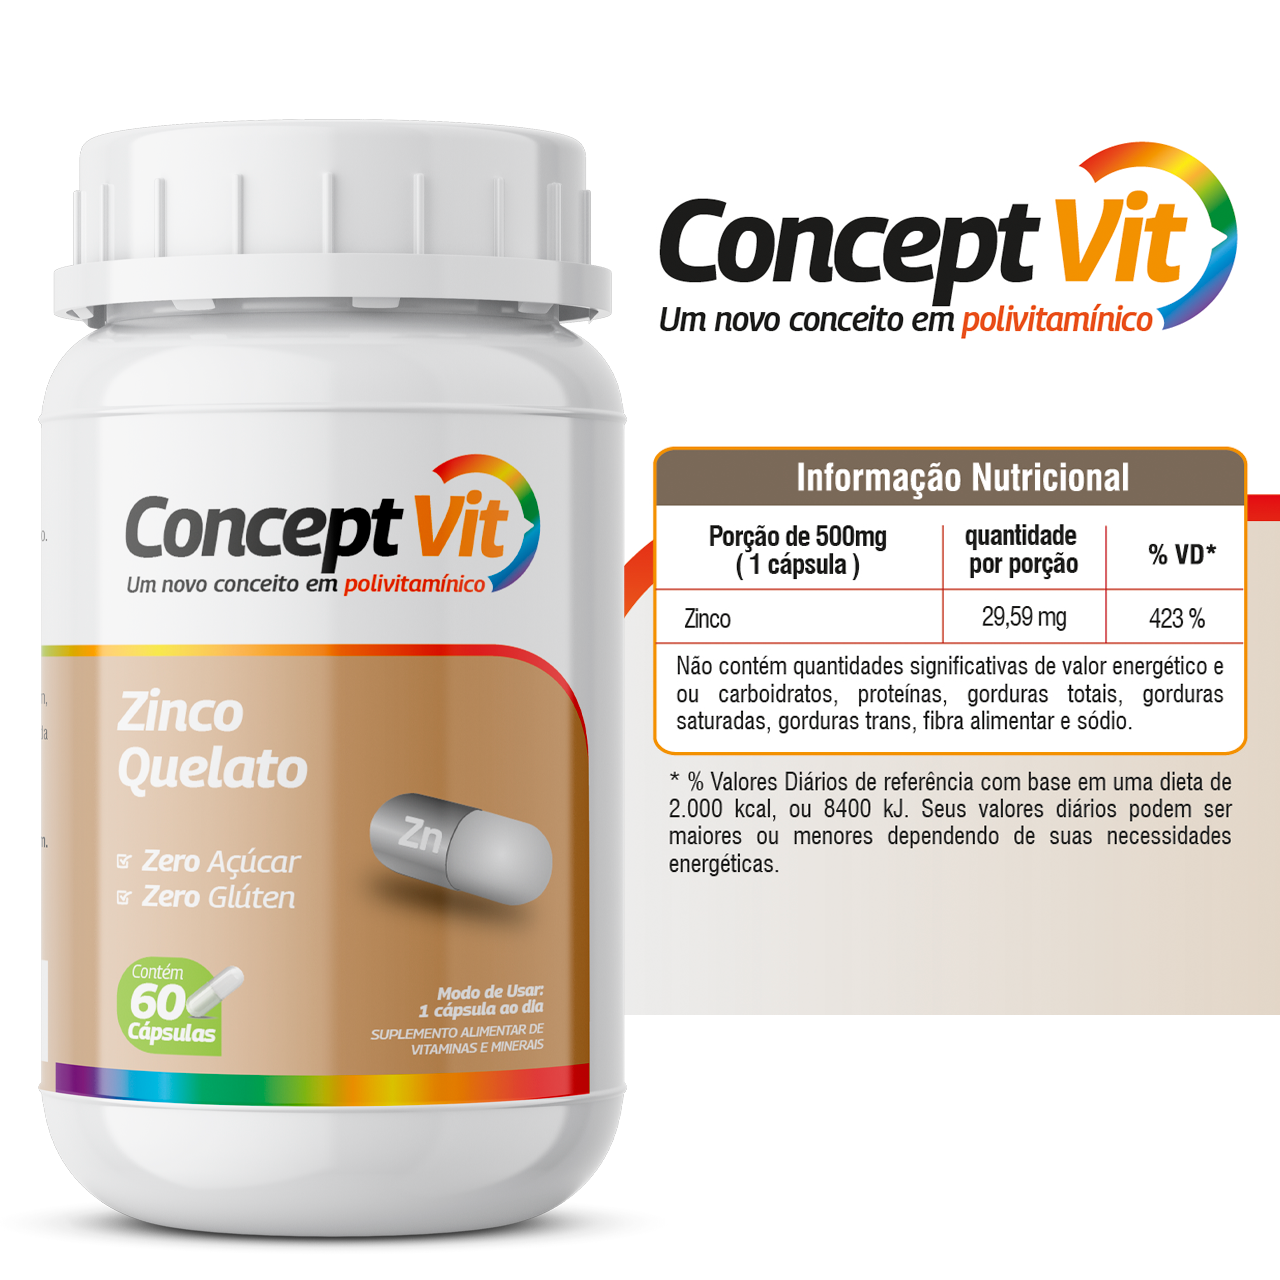 Concept Vit
Um novo conceito em polivitamínico
Zinco
Quelato
Zero Açúcar
Zero Glúten
Contém
60
Cápsulas
Zn
Modo de Usar:
1 cápsula ao dia
SUPLEMENTO ALIMENTAR DE
VITAMINAS E MINERAIS
Concept Vit
Um novo conceito em polivitamínico
Informação Nutricional
Porção de 500mg
( 1 cápsula )
quantidade
por porção
% VD*
Zinco
29,59 mg
423 %
Não contém quantidades significativas de valor energético e
ou carboidratos, proteínas, gorduras totais, gorduras
saturadas, gorduras trans, fibra alimentar e sódio.
* % Valores Diários de referência com base em uma dieta de
2.000 kcal, ou 8400 kJ. Seus valores diários podem ser
maiores ou menores dependendo de suas necessidades
energéticas.